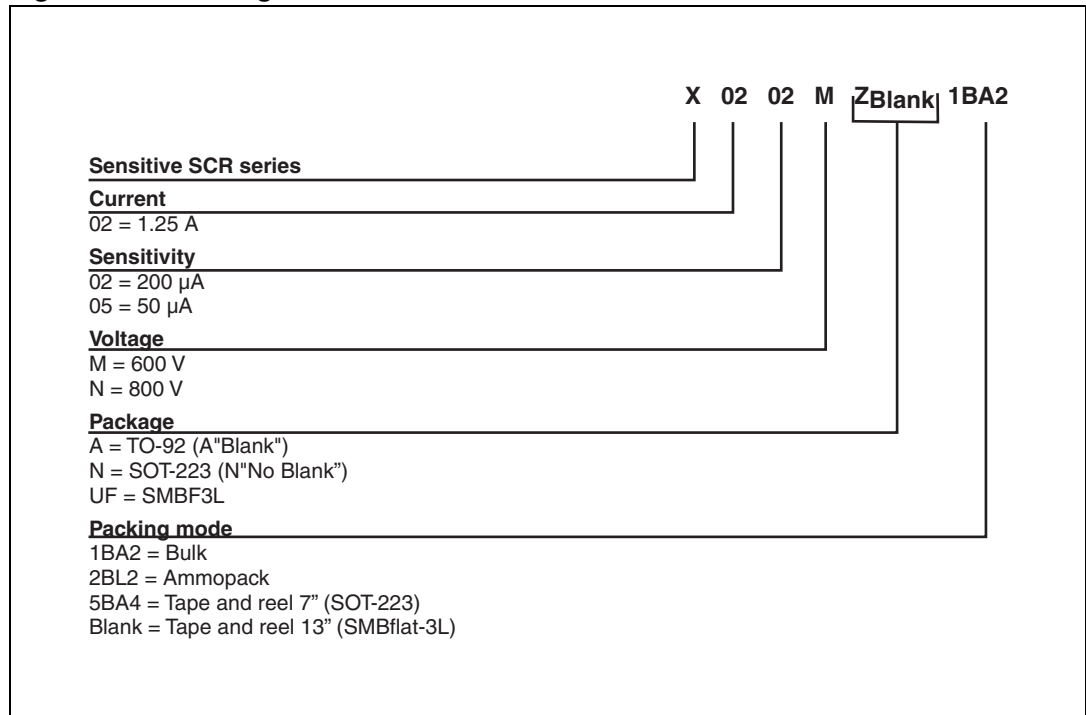 X 02 02 M ZBlank 1BA2
Sensitive SCR series
Current
02 = 1.25 A
Sensitivity
02 = 200 µA
05 = 50 µA
Voltage
M = 600 V
N = 800 V
Package
A = TO-92 (A"Blank")
N = SOT-223 (N"No Blank”)
UF = SMBF3L
Packing mode
1BA2 = Bulk
2BL2 = Ammopack
5BA4 = Tape and reel 7” (SOT-223)
Blank = Tape and reel 13” (SMBflat-3L)